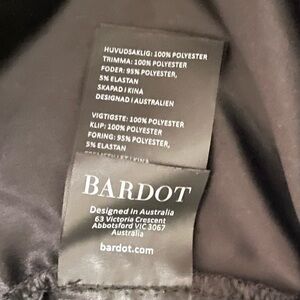 HUVUDSAKLIG: 100% POLYESTER
TRIMMA: 100% POLYESTER
FODER: 95% POLYESTER,
5% ELASTAN
SKAPAD I KINA
DESIGNAD I AUSTRALIEN
VIGTIGSTE: 100% POLYESTER
KLIP: 100% POLYESTER
FORING: 95% POLYESTER,
5% ELASTAN
I KINA
BARDOT
Designed in Australia
63 Victoria Crescent
Abbotsford VIC 3067
Australia
bardot.com